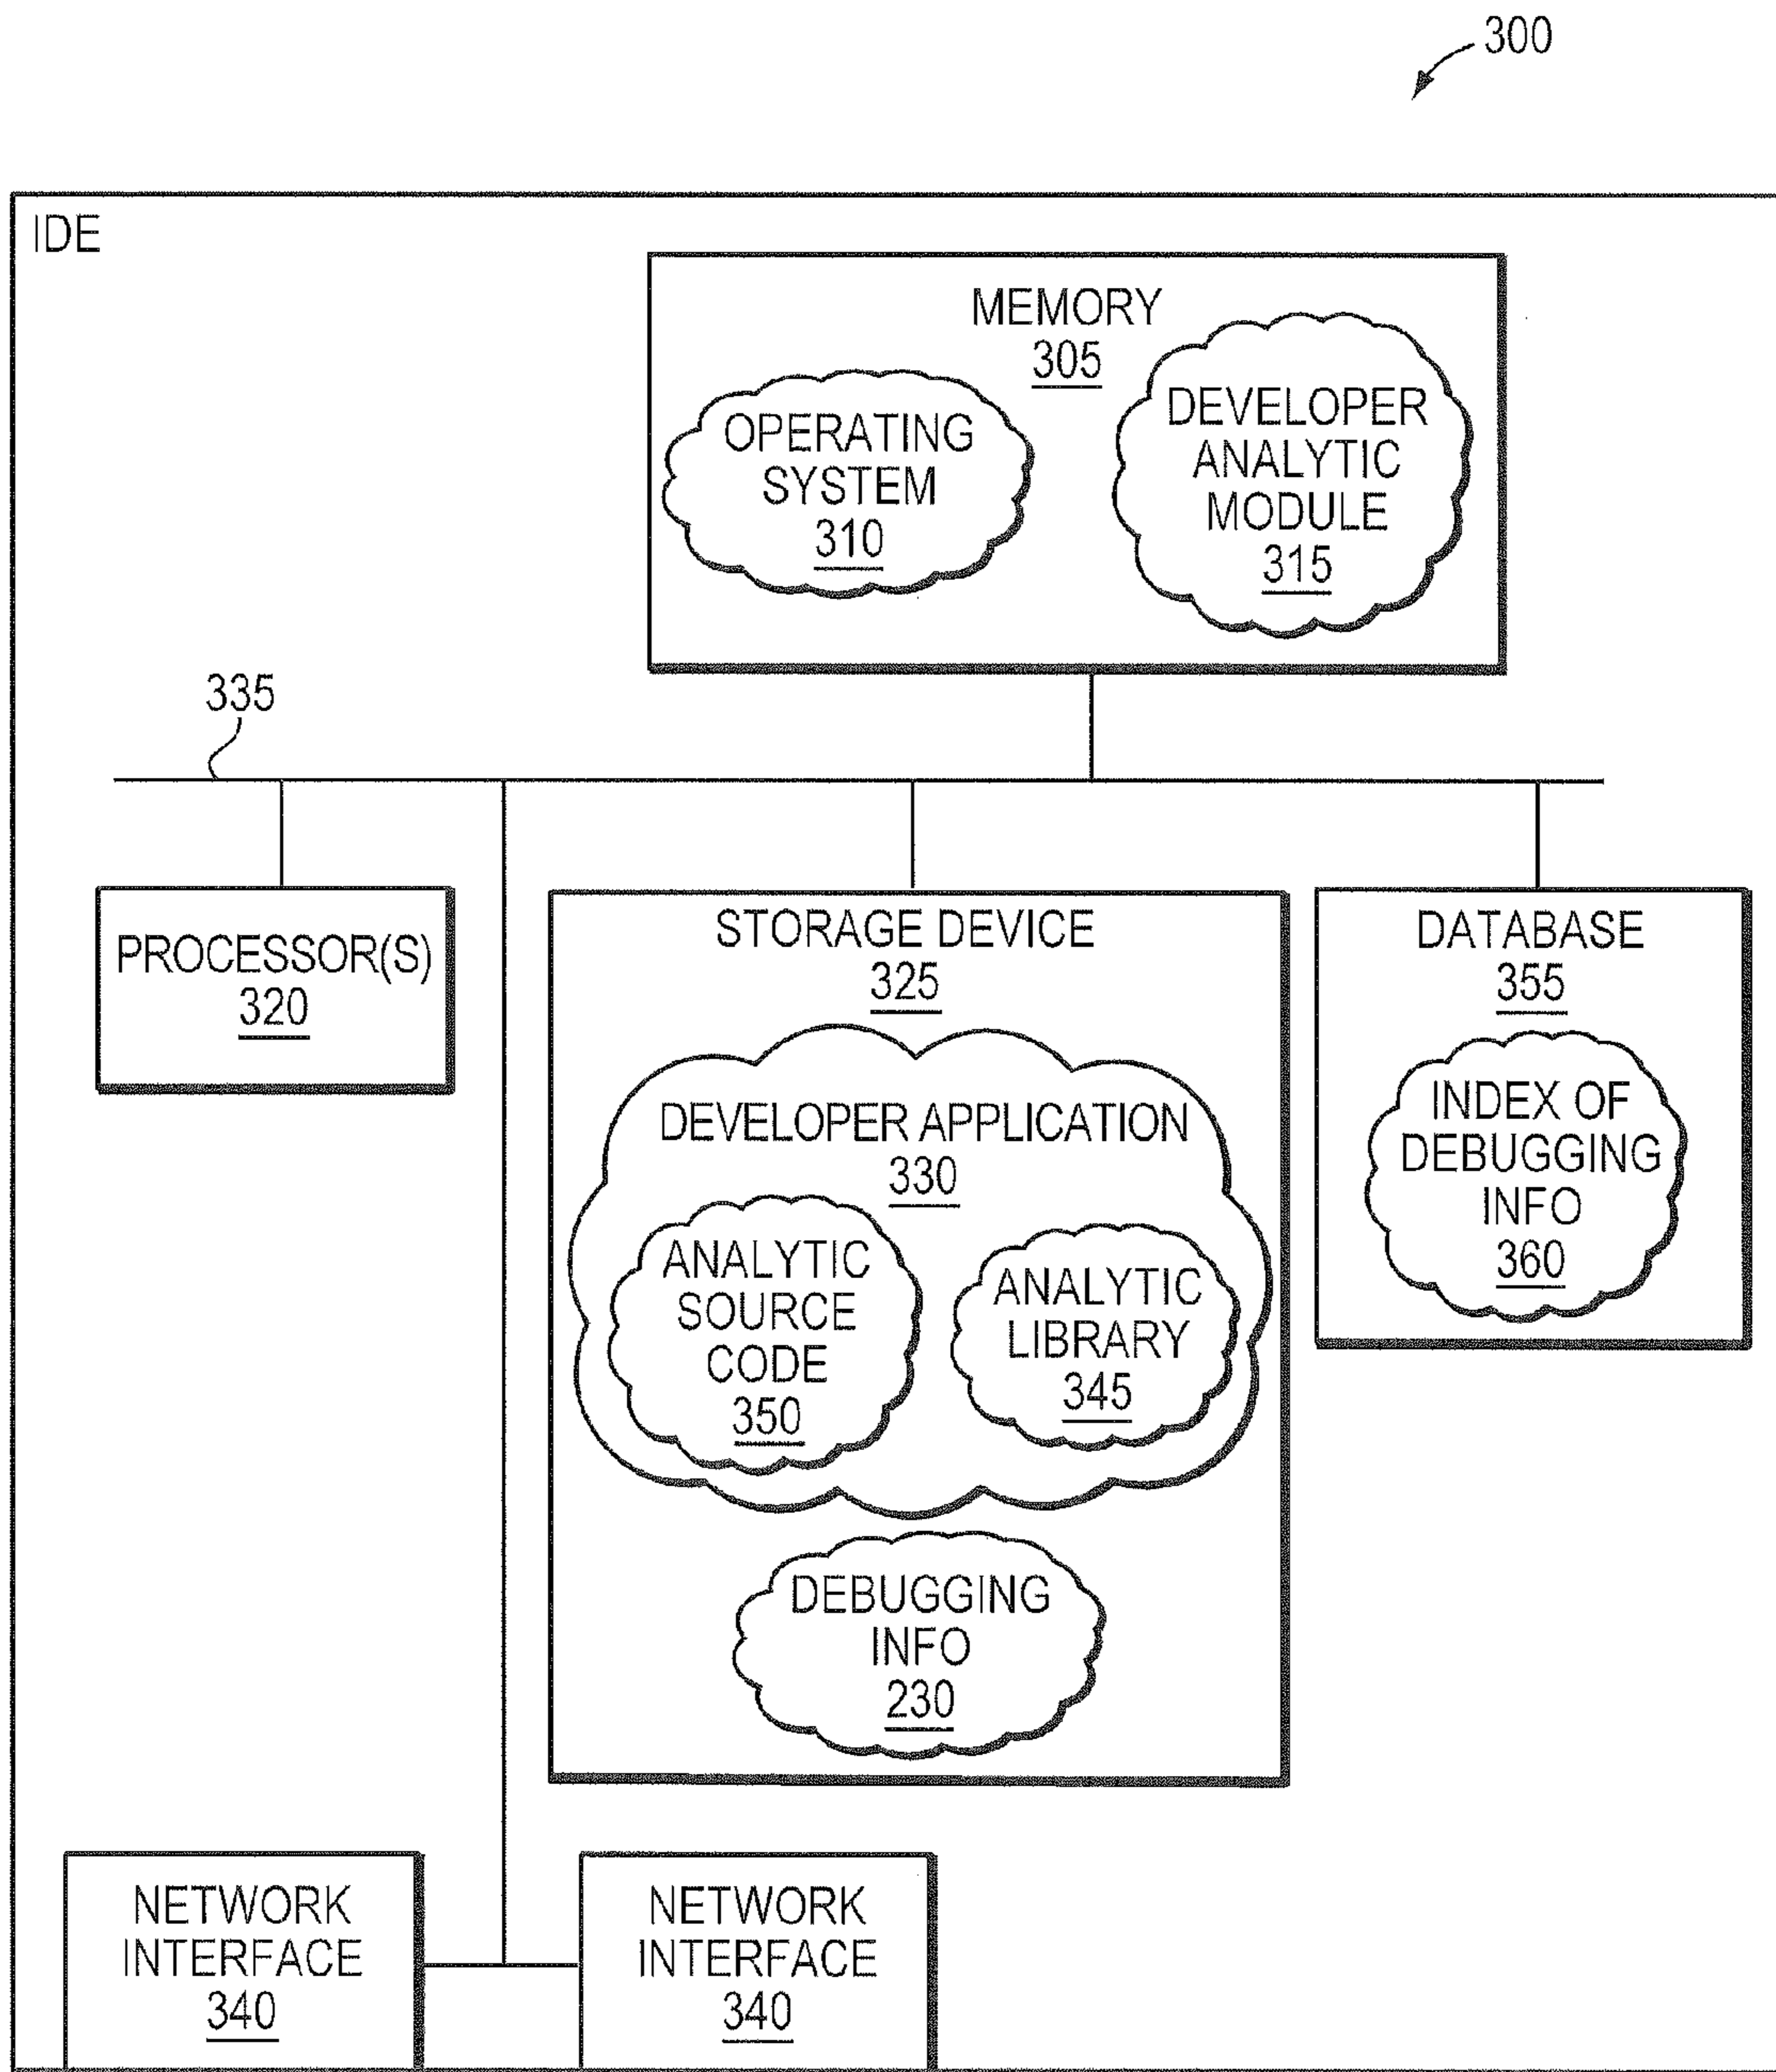 300
IDE
MEMORY
305
OPERATING
SYSTEM
310
DEVELOPER
ANALYTIC
MODULE
315
335
PROCESSOR(S)
320
STORAGE DEVICE
325
DEVELOPER APPLICATION
330
ANALYTIC
SOURCE
CODE
350
ANALYTIC
LIBRARY
345
DEBUGGING
INFO
230
DATABASE
355
INDEX OF
DEBUGGING
INFO
360
NETWORK
INTERFACE
340
NETWORK
INTERFACE
340